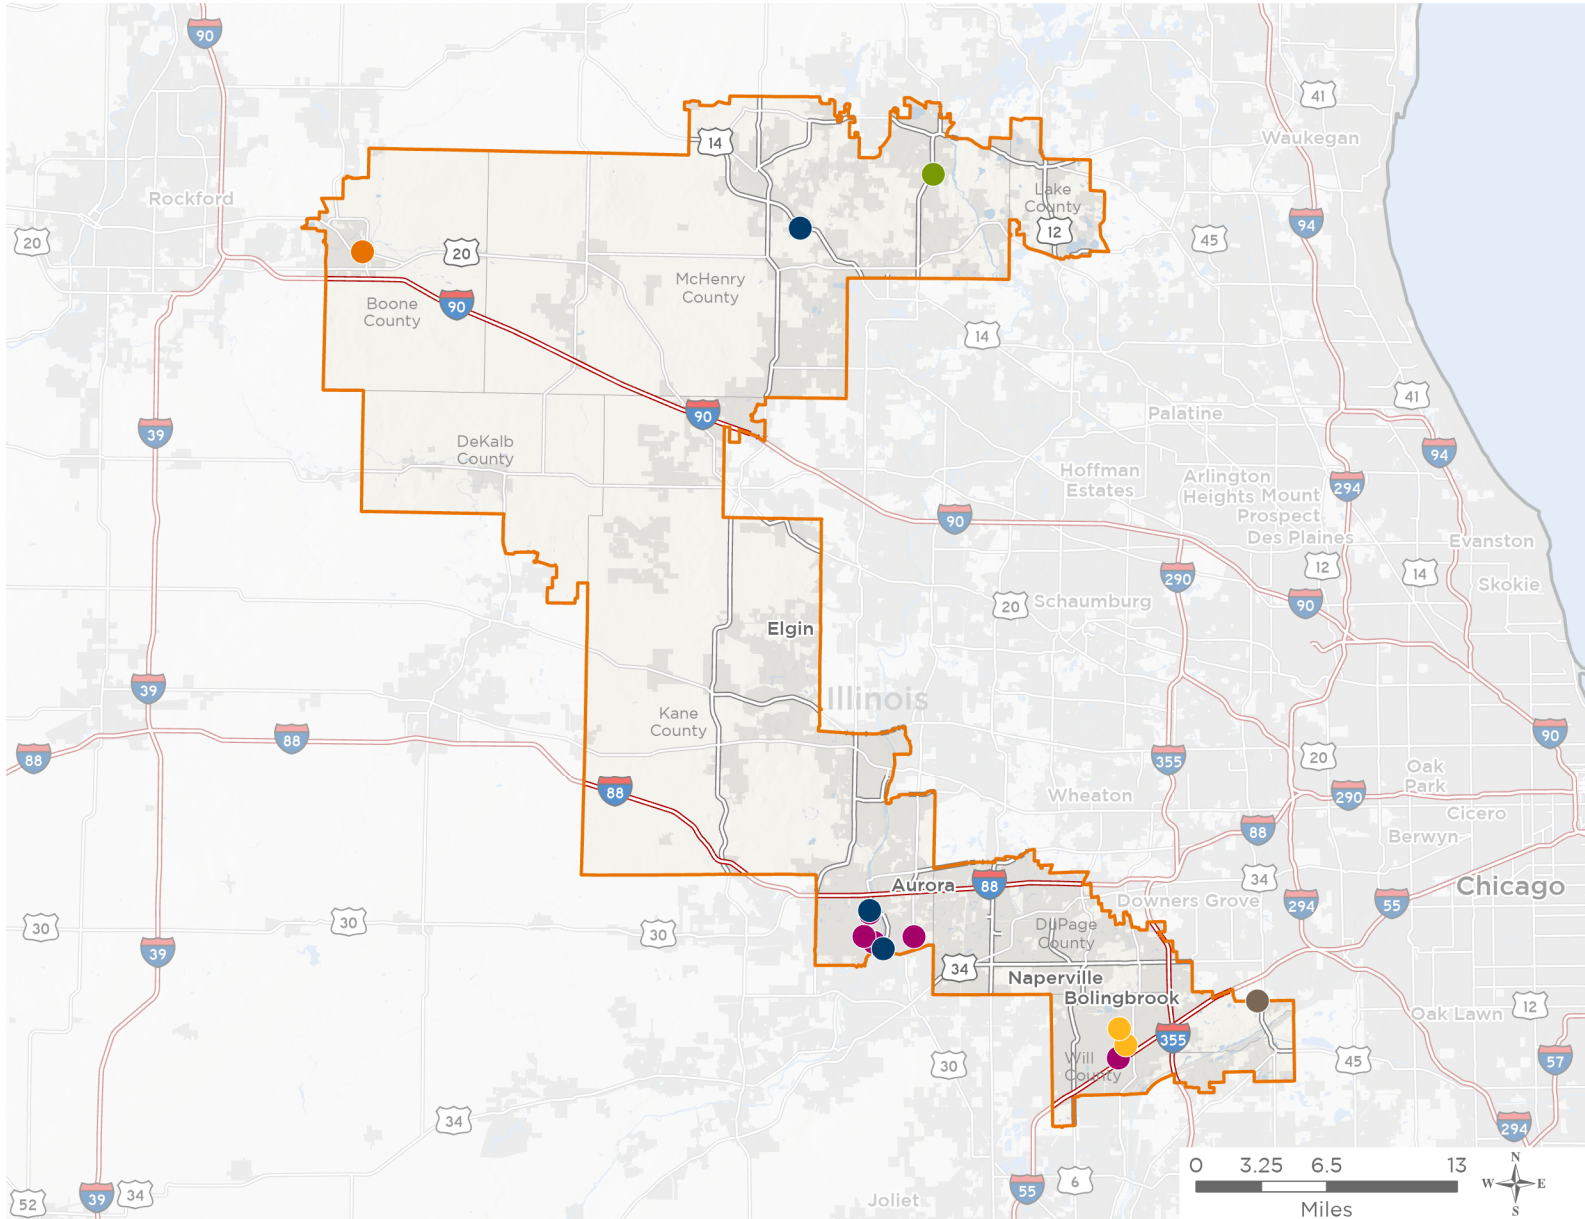 90
41
Waukegan
14
Rockford
Lake
County
94
12
20
45
20
McHenry
County
90
Boone
County
14
41
90
Palatine
39
DeKalb
County
94
Hoffman
Estates
Arlington
Heights
Mount
Prospect
294
90
Des Plaines
Evanston
12
14
290
Skokie
20
Schaumburg
90
Elgin
39
Illinois
Kane
County
88
90
88
355
20
Oak
Park
88
Wheaton
290
Cicero
88
Berwyn
Aurora
88
34
Chicago
Downers Grove
294
55
30
30
30
DuPage
County
39
34
Naperville
Bolingbrook
12
Oak Lawn
355
45
57
30
Will
County
34
294
0 3.25 6.5 13
Miles
N
W E
S
6
55
39
34
52
Joliet